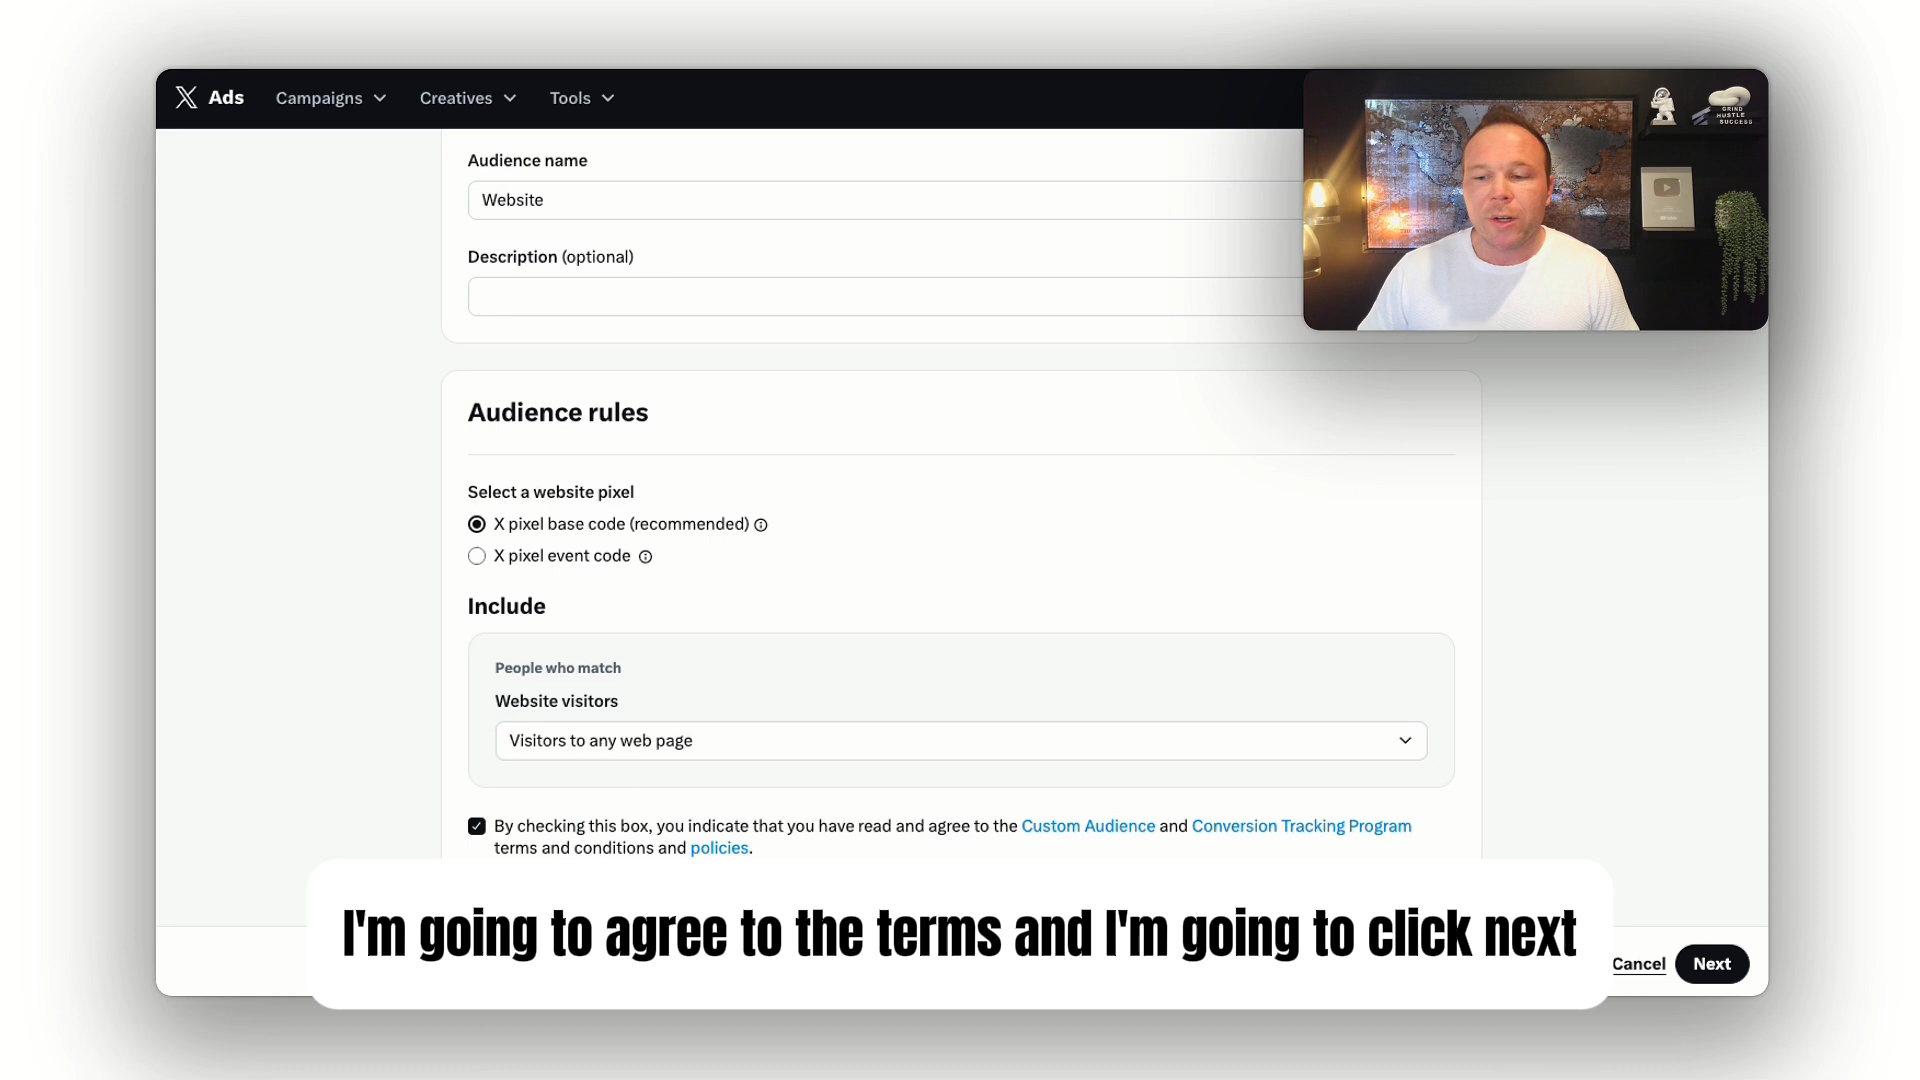 Ads
Campaigns
Creatives
Tools
GRIND
HUSTLE
SUCCESS
Audience name
Website
Description (optional)
Audience rules
Select a website pixel
X pixel base code (recommended)
X pixel event code
Include
People who match
Website visitors
Visitors to any web page
By checking this box, you indicate that you have read and agree to the Custom Audience and Conversion Tracking Program
terms and conditions and policies.
I'm going to agree to the terms and I'm going to click next
Cancel
Next